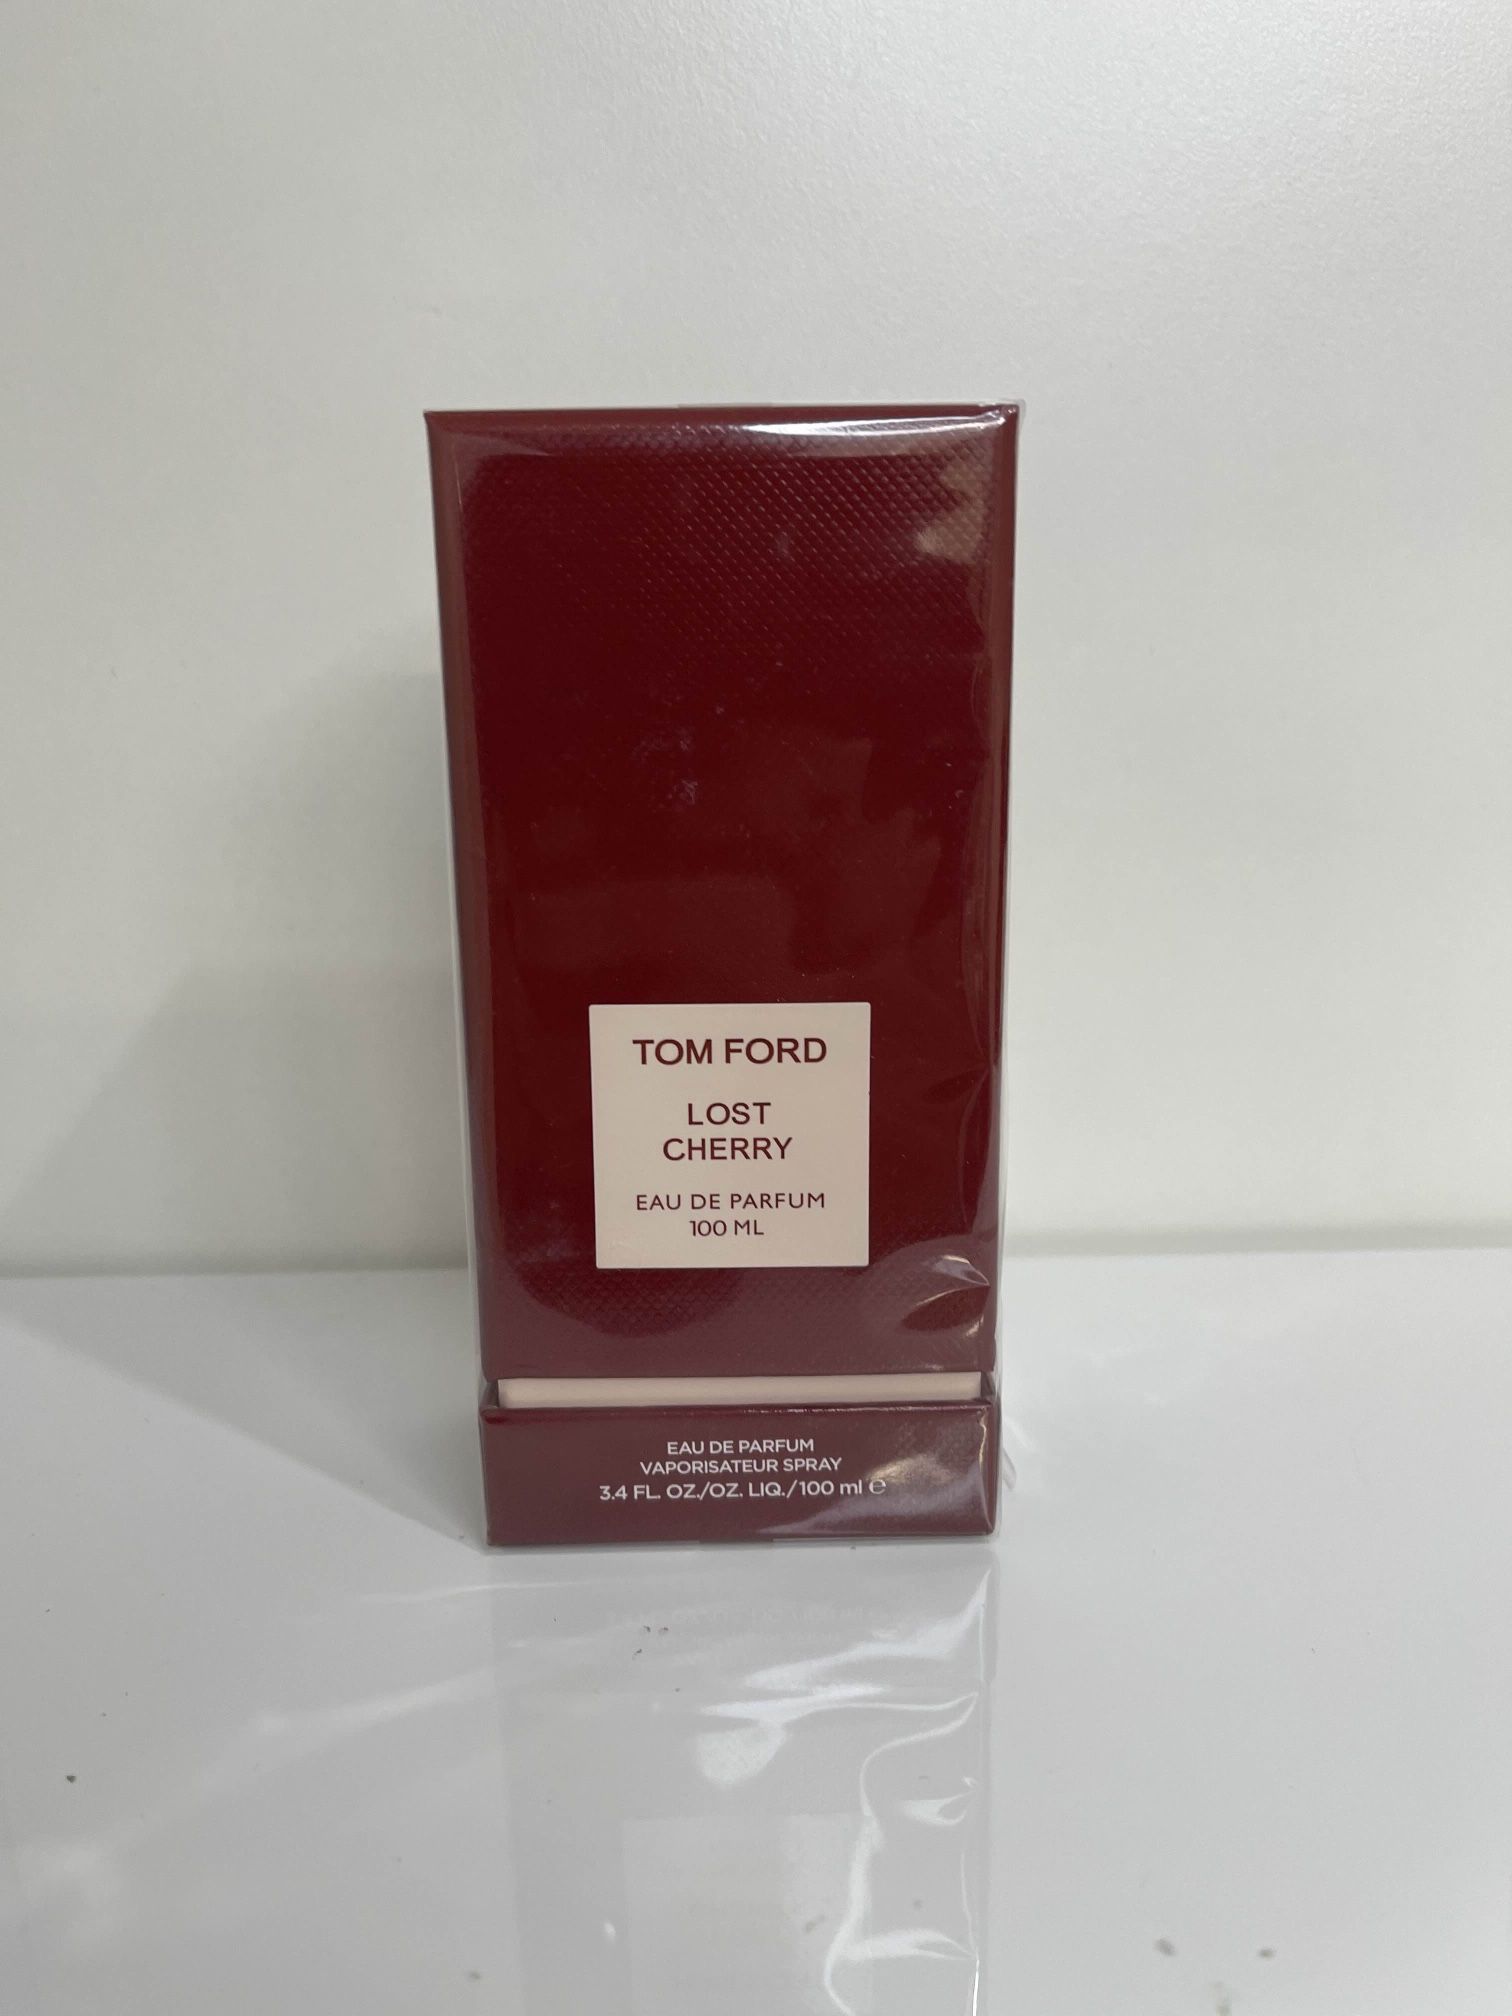 TOM FORD
LOST
CHERRY
EAU DE PARFUM
100 ML
EAU DE PARFUM
VAPORISATEUR SPRAY
3.4 FL. OZ./OZ. LIQ./100 ml ℮